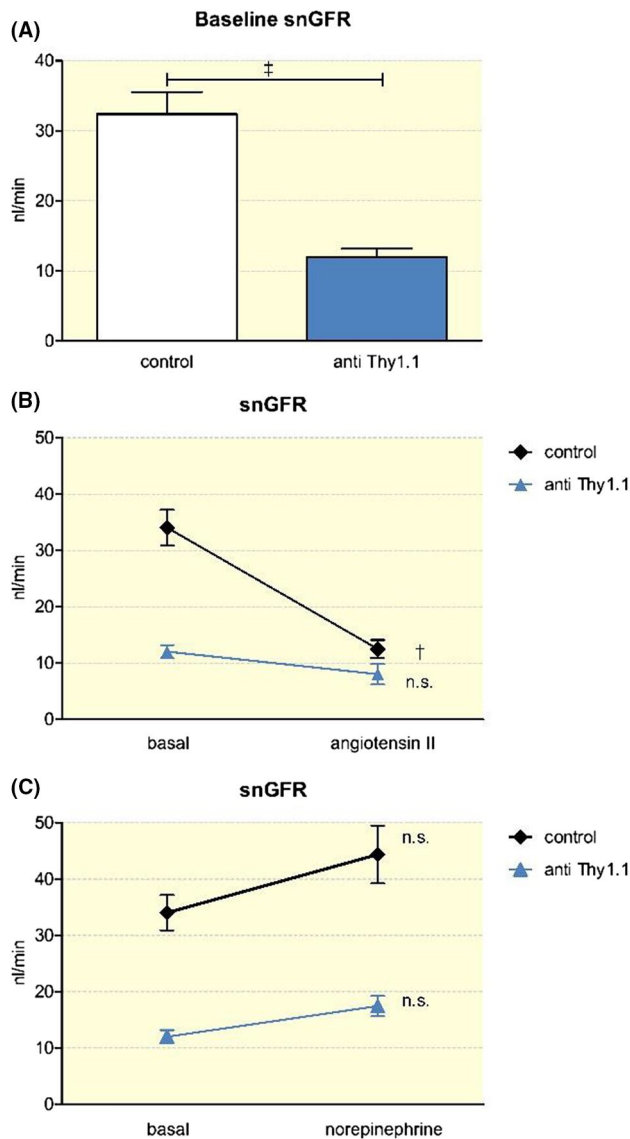 (A)
Baseline snGFR
‡
40
30
20
10
0
nl/min
control
anti Thy1.1
(B)
snGFR
50
40
30
20
10
0
nl/min
†
n.s.
basal
angiotensin II
control
anti Thy1.1
(C)
snGFR
50
40
30
20
10
0
nl/min
n.s.
n.s.
basal
norepinephrine
control
anti Thy1.1